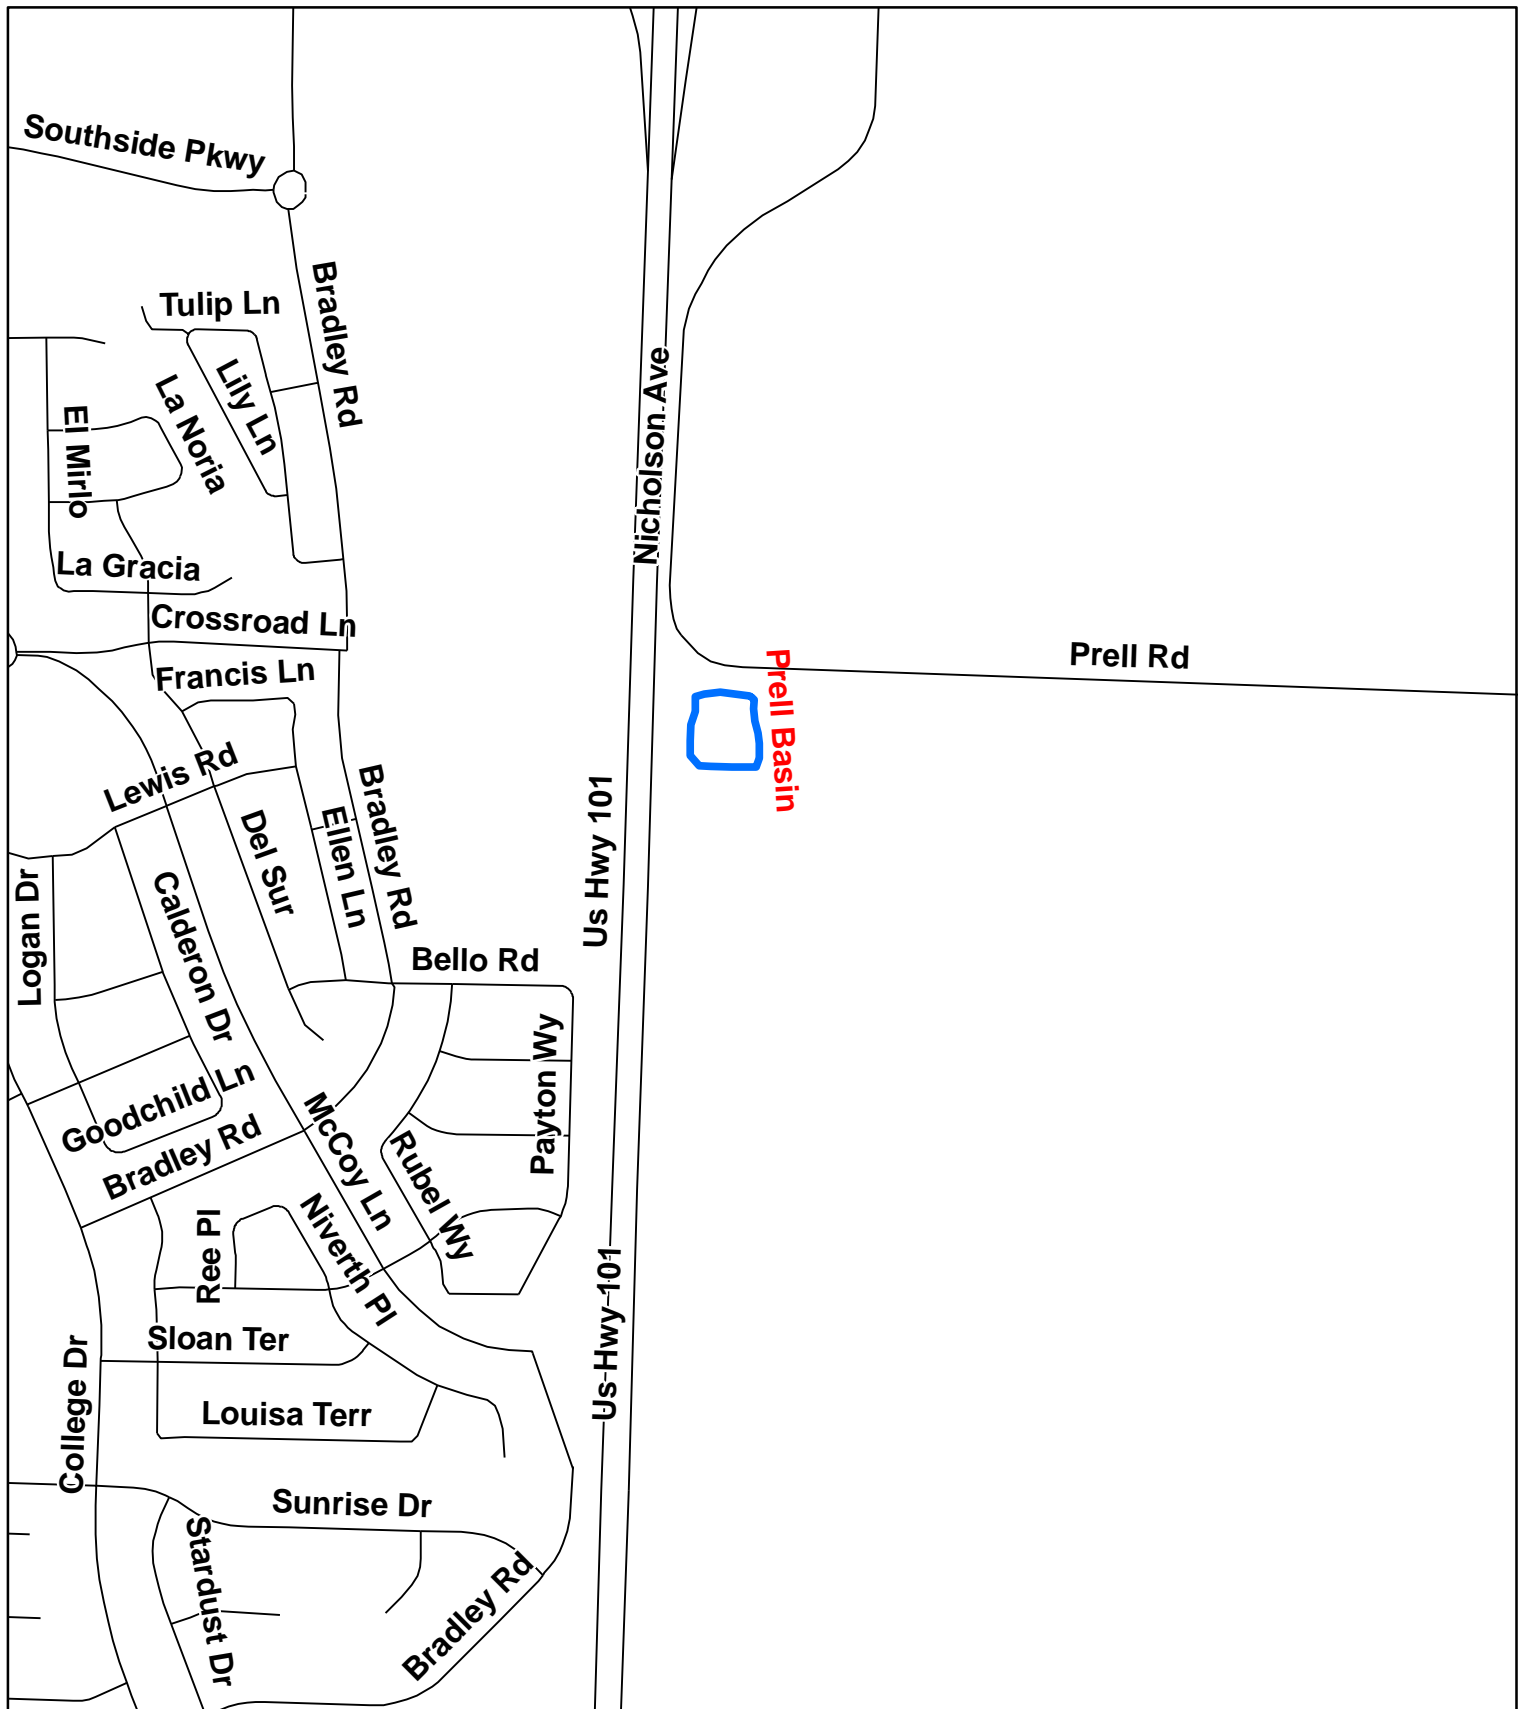 Southside Pkwy
Bradley Rd
Tulip Ln
Lily Ln
La Noria
El Mirlo
Nicholson Ave
La Gracia
Crossroad Ln
Francis Ln
Prell Rd
Prell Basin
Lewis Rd
Bradley Rd
Ellen Ln
Del Sur
Us Hwy 101
Logan Dr
Calderon Dr
Bello Rd
Payton Wy
Goodchild Ln
McCoy Ln
Bradley Rd
Rubel Wy
Niverth Pl
Ree Pl
Us Hwy 101
Sloan Ter
College Dr
Louisa Terr
Sunrise Dr
Stardust Dr
Bradley Rd